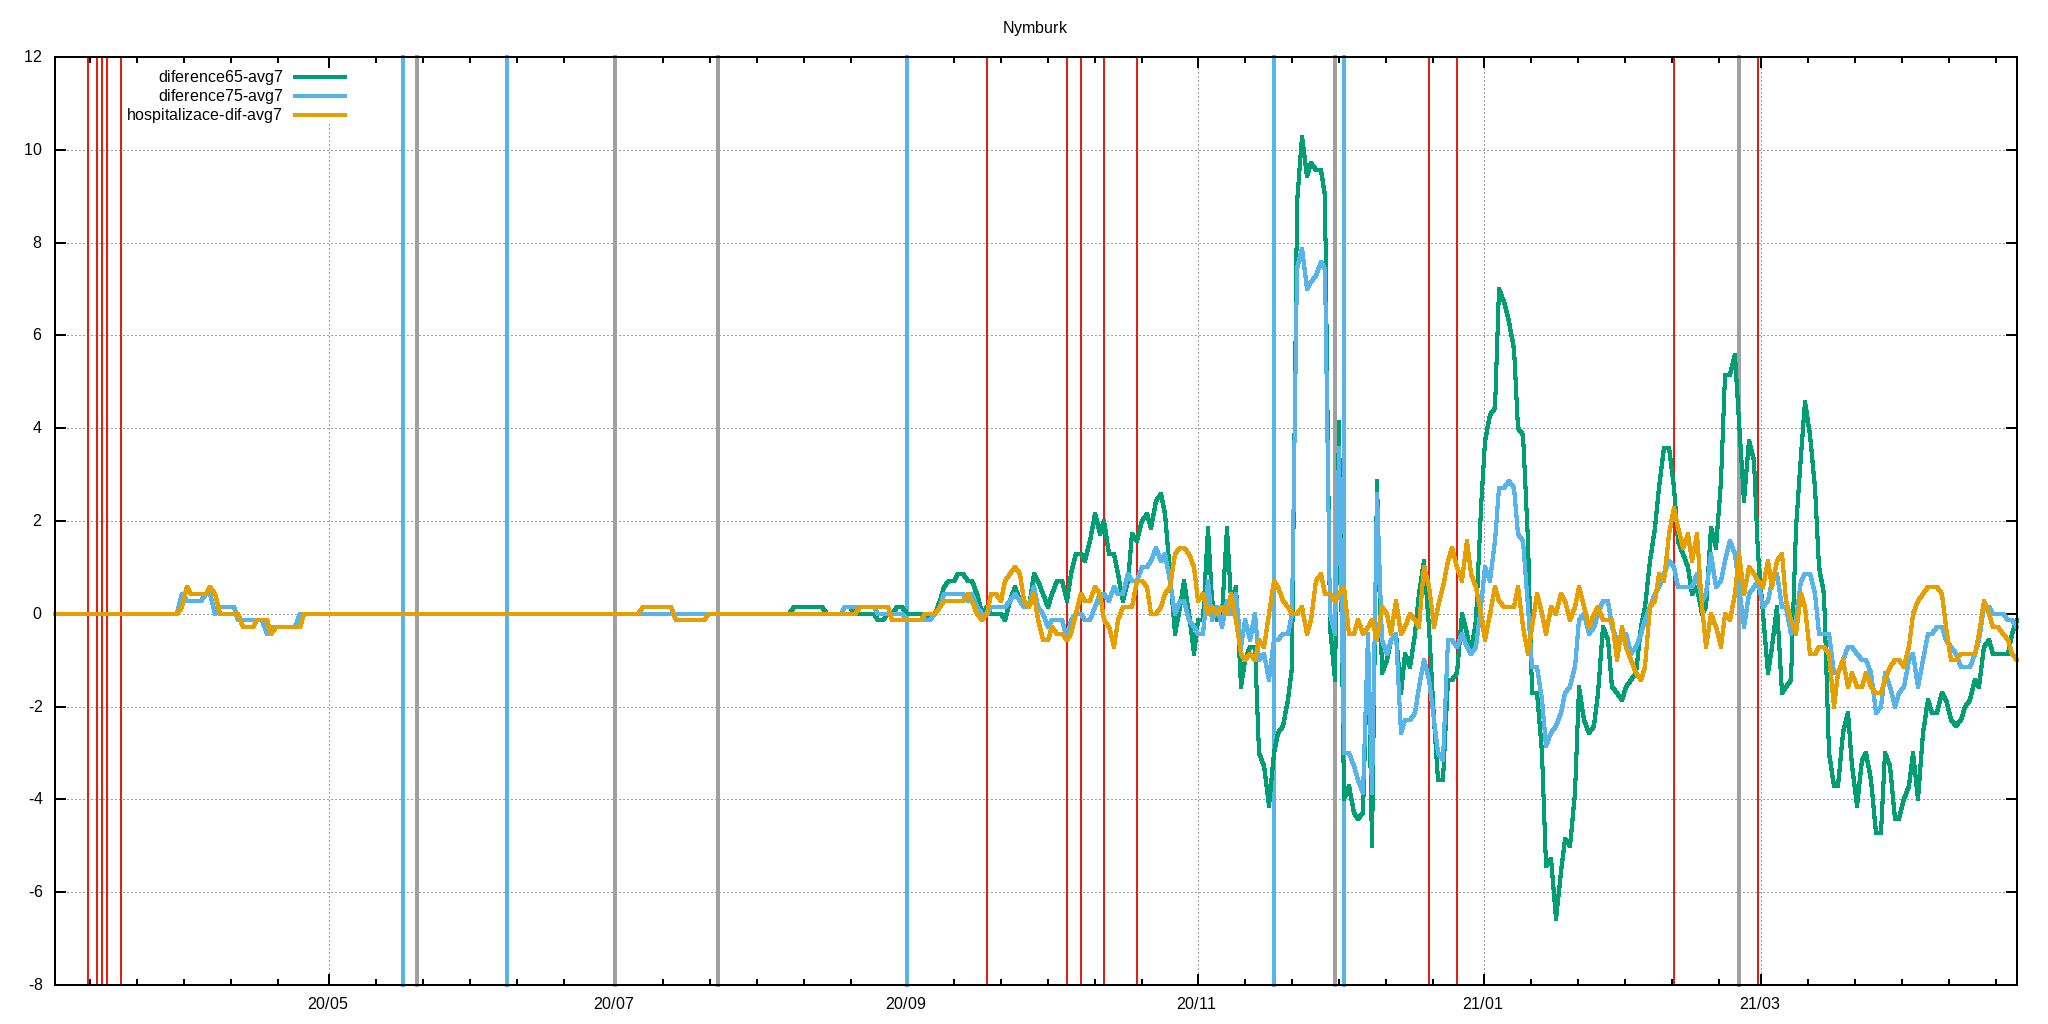 Nymburk
12
diference65-avg7
diference75-avg7
hospitalizace-dif-avg7
10
8
6
4
2
0
-2
-4
-6
-8
20/05 20/07 20/09 20/11 21/01 21/03